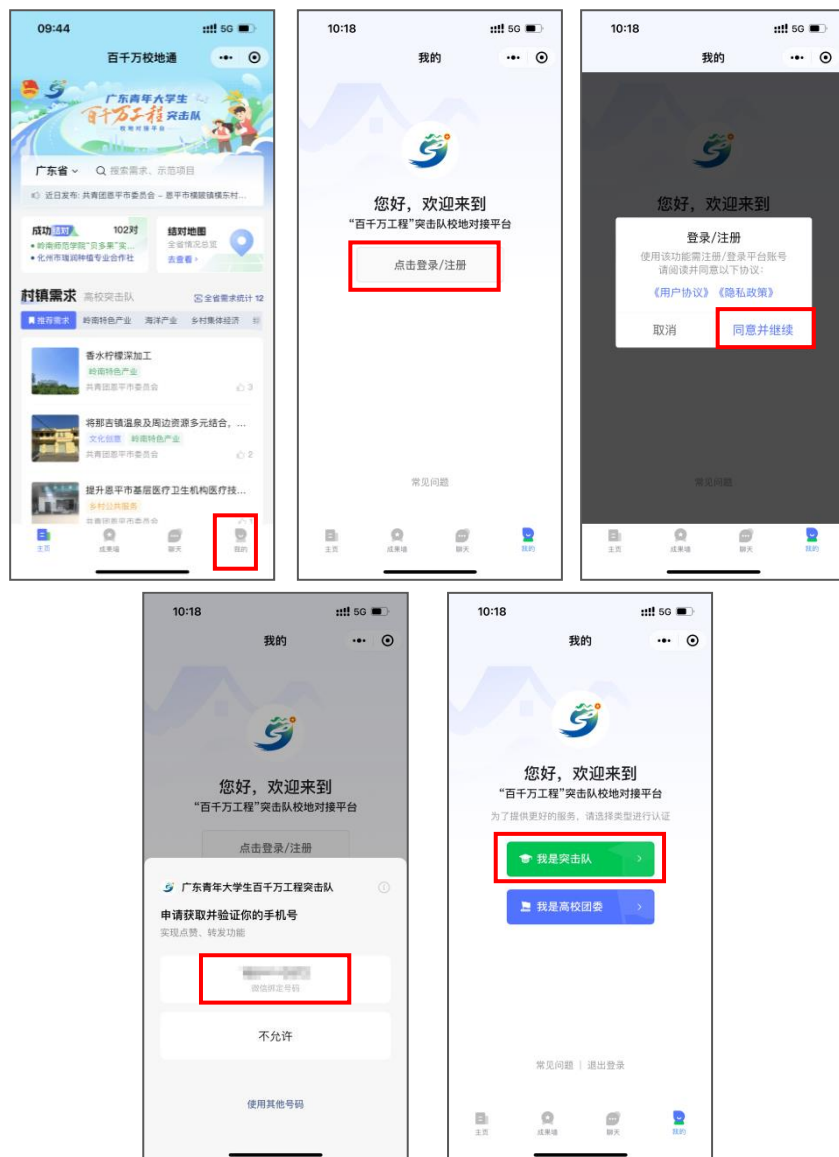 09:44
5G
百千万校地通
广东青年大学生
百千万工程突击队
校地对接平台
广东省
搜索需求、示范项目
近日发布: 共青团恩平市委员会 – 恩平市横陂镇横东村...
成功结对 102对
• 岭南师范学院“贝多果”实...
• 化州市瑞润种植专业合作社
结对地图
全省情况总览
去查看
村镇需求
高校突击队
全省需求统计 12
推荐需求
岭南特色产业
海洋产业
乡村集体经济
香水柠檬深加工
岭南特色产业
共青团恩平市委员会
3
将那吉镇温泉及周边资源多元结合，...
文化创意
岭南特色产业
共青团恩平市委员会
2
提升恩平市基层医疗卫生机构医疗技...
乡村公共服务
共青团恩平市委员会
主页
成果墙
聊天
我的
10:18
5G
我的
您好，欢迎来到
“百千万工程”突击队校地对接平台
点击登录/注册
常见问题
主页
成果墙
聊天
我的
10:18
5G
我的
您好，欢迎来到
登录/注册
使用该功能需注册/登录平台账号
请阅读并同意以下协议：
《用户协议》《隐私政策》
取消
同意并继续
常见问题
主页
成果墙
聊天
我的
10:18
5G
我的
您好，欢迎来到
“百千万工程”突击队校地对接平台
点击登录/注册
广东青年大学生百千万工程突击队
申请获取并验证你的手机号
实现点赞、转发功能
微信绑定号码
不允许
使用其他号码
10:18
5G
我的
您好，欢迎来到
“百千万工程”突击队校地对接平台
为了提供更好的服务，请选择类型进行认证
我是突击队
我是高校团委
常见问题 | 退出登录
主页
成果墙
聊天
我的